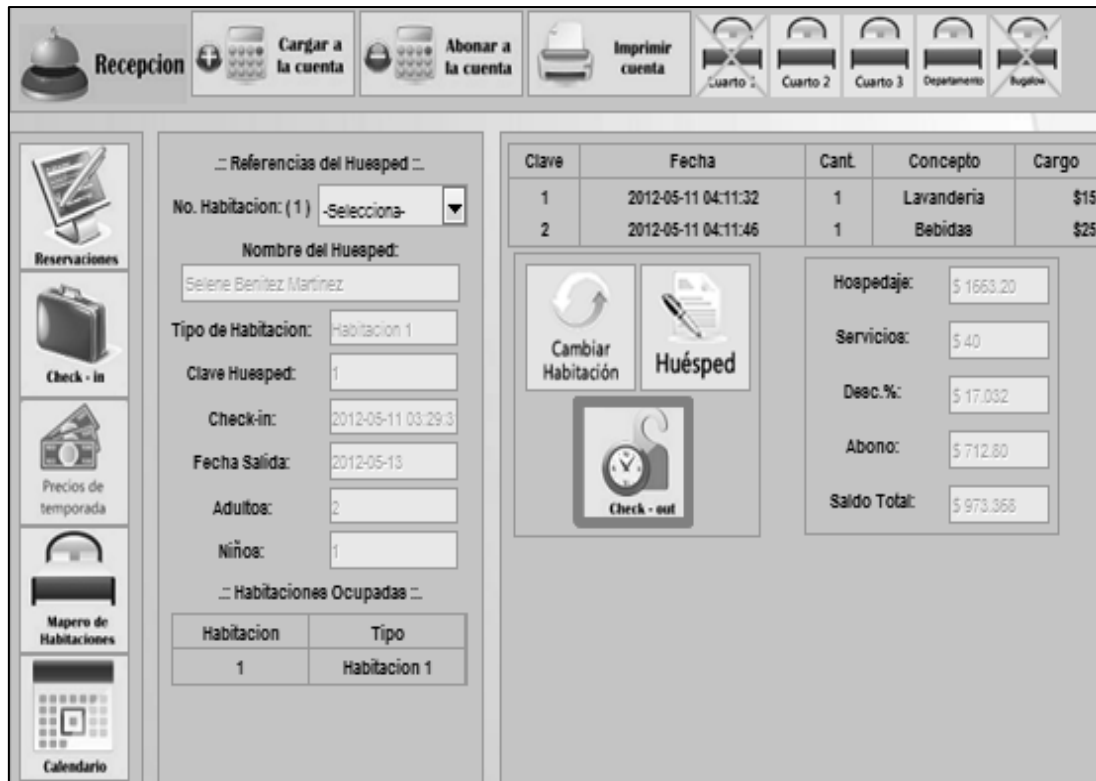 Recepcion
Cargar a
la cuenta
Abonar a
la cuenta
Imprimir
cuenta
Cuarto 1
Cuarto 2
Cuarto 3
Departamento
Bugalow
Reservaciones
Check - in
Precios de
temporada
Mapero de
Habitaciones
Calendario
.:: Referencias del Huesped ::.
No. Habitacion: ( 1 ) -Selecciona-
Nombre del Huesped:
Selene Benitez Martinez
Tipo de Habitacion: Habitacion 1
Clave Huesped: 1
Check-in: 2012-05-11 03:29:3
Fecha Salida: 2012-05-13
Adultos: 2
Niños: 1
.:: Habitaciones Ocupadas ::.
Habitacion Tipo
1 Habitacion 1
Clave Fecha Cant. Concepto Cargo
1 2012-05-11 04:11:32 1 Lavanderia $15
2 2012-05-11 04:11:46 1 Bebidas $25
Cambiar
Habitación
Huésped
Check - out
Hospedaje: $ 1663.20
Servicios: $ 40
Desc.%: $ 17.032
Abono: $ 712.80
Saldo Total: $ 973.368